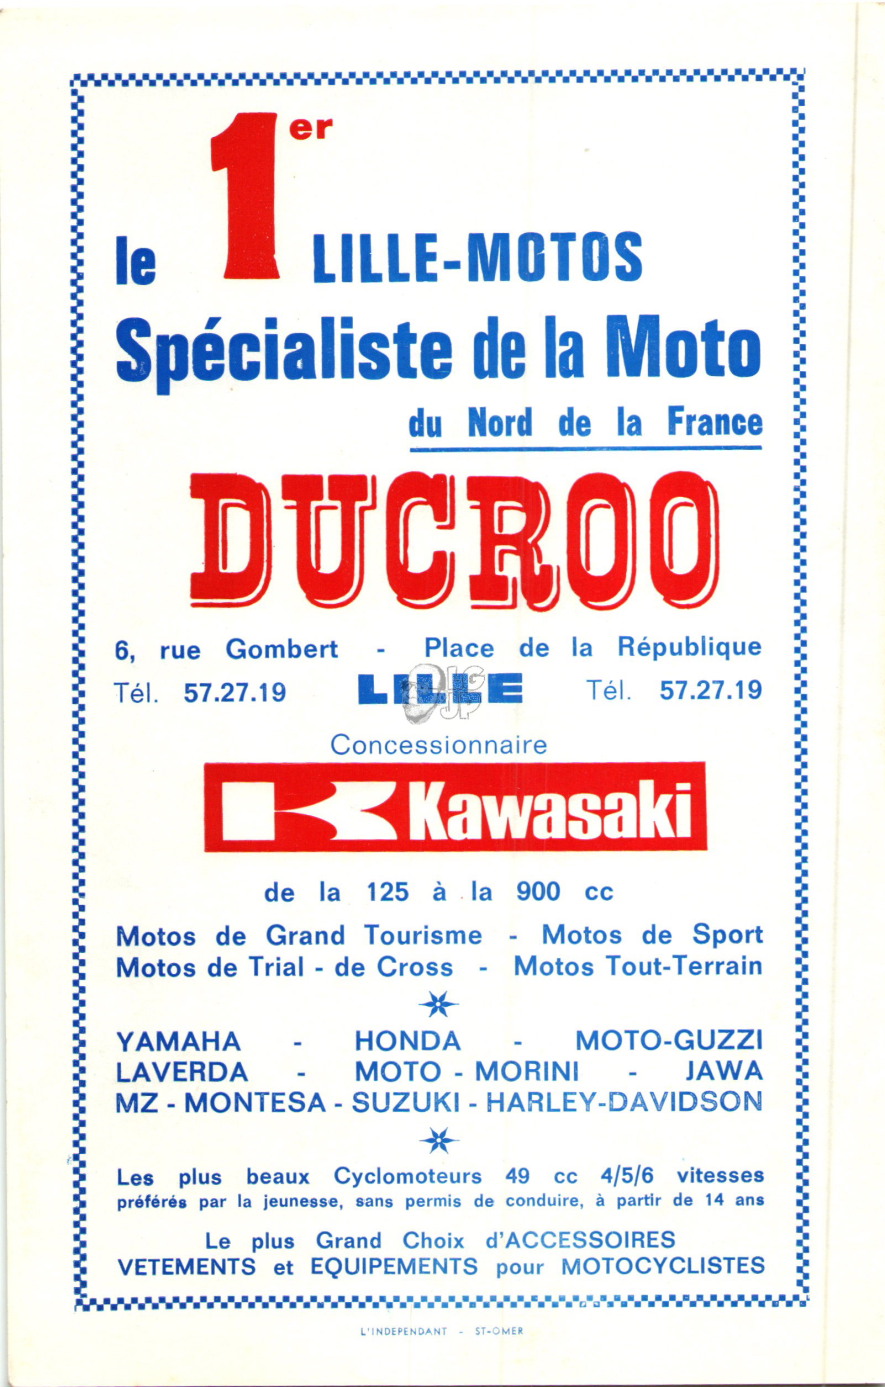 le 1er LILLE-MOTOS
Spécialiste de la Moto
du Nord de la France
DUCROO
6, rue Gombert - Place de la République
Tél. 57.27.19 LILLE Tél. 57.27.19
JGJP
Concessionnaire
Kawasaki
de la 125 à la 900 cc
Motos de Grand Tourisme - Motos de Sport
Motos de Trial - de Cross - Motos Tout-Terrain
YAMAHA - HONDA - MOTO-GUZZI
LAVERDA - MOTO - MORINI - JAWA
MZ - MONTESA - SUZUKI - HARLEY-DAVIDSON
Les plus beaux Cyclomoteurs 49 cc 4/5/6 vitesses
préférés par la jeunesse, sans permis de conduire, à partir de 14 ans
Le plus Grand Choix d'ACCESSOIRES
VETEMENTS et EQUIPEMENTS pour MOTOCYCLISTES
L'INDEPENDANT - ST-OMER